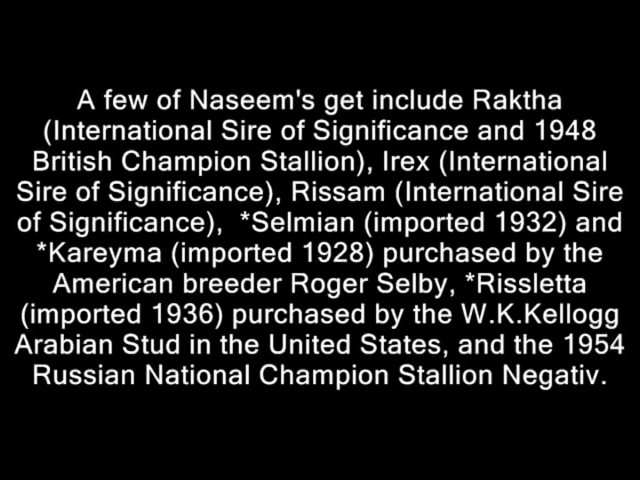 A few of Naseem's get include Raktha
(International Sire of Significance and 1948
British Champion Stallion), Irex (International
Sire of Significance), Rissam (International Sire
of Significance),  *Selmian (imported 1932) and
*Kareyma (imported 1928) purchased by the
American breeder Roger Selby, *Rissletta
(imported 1936) purchased by the W.K.Kellogg
Arabian Stud in the United States, and the 1954
Russian National Champion Stallion Negativ.